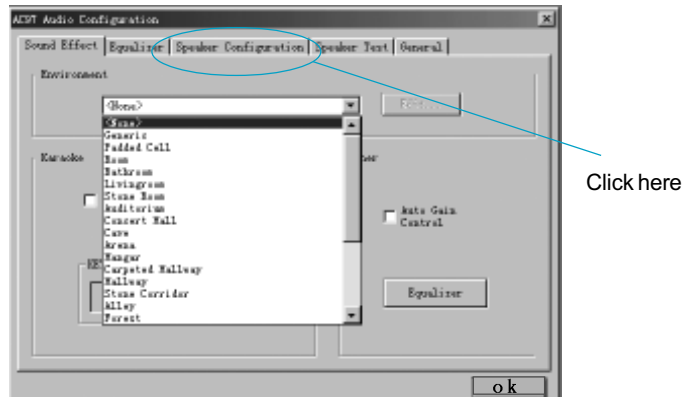 AC97 Audio Configuration
Sound Effect Equalizer Speaker Configuration Speaker Test General
Environment
<None>
Edit...
<None>
Generic
Padded Cell
Room
Bathroom
Livingroom
Stone Room
Auditorium
Concert Hall
Cave
Arena
Hangar
Carpeted Hallway
Hallway
Stone Corridor
Alley
Forest
Karaoke
Auto Gain
Control
Equalizer
ok
Click here